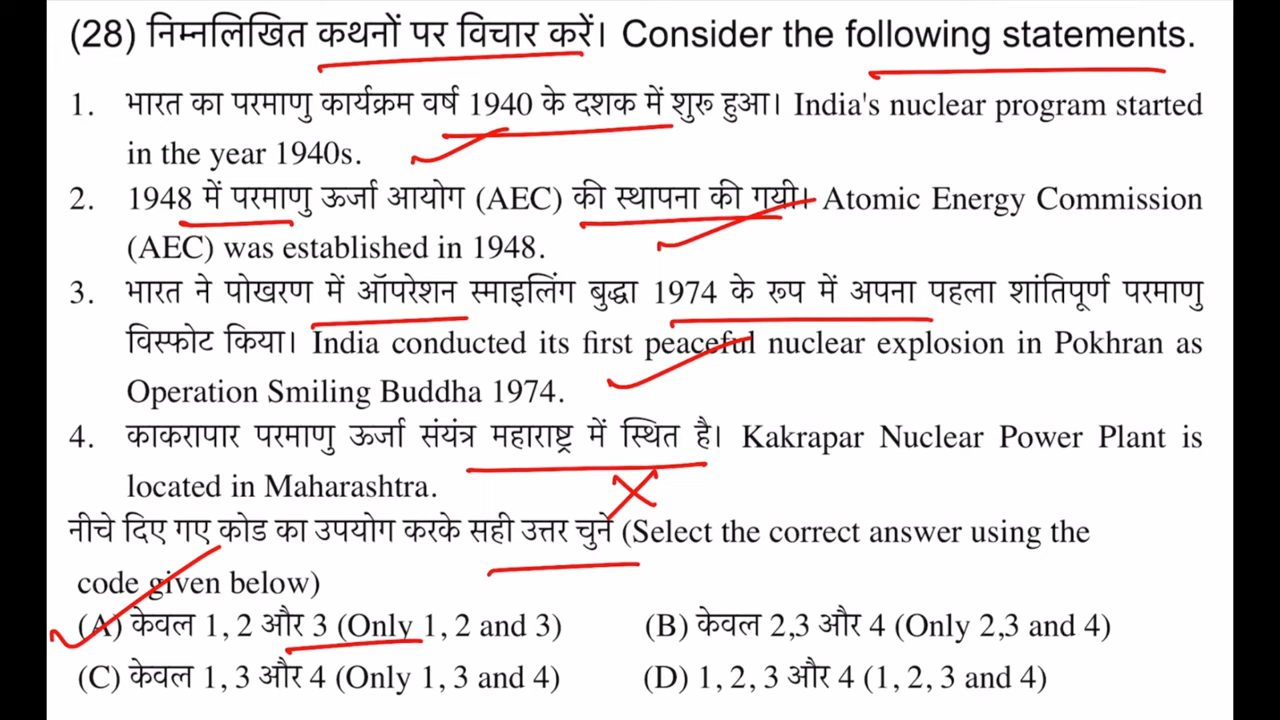 (28) निम्नलिखित कथनों पर विचार करें। Consider the following statements.
1. भारत का परमाणु कार्यक्रम वर्ष 1940 के दशक में शुरू हुआ। India's nuclear program started
in the year 1940s.
2. 1948 में परमाणु ऊर्जा आयोग (AEC) की स्थापना की गयी। Atomic Energy Commission
(AEC) was established in 1948.
3. भारत ने पोखरण में ऑपरेशन स्माइलिंग बुद्धा 1974 के रूप में अपना पहला शांतिपूर्ण परमाणु
विस्फोट किया। India conducted its first peaceful nuclear explosion in Pokhran as
Operation Smiling Buddha 1974.
4. काकरापार परमाणु ऊर्जा संयंत्र महाराष्ट्र में स्थित है। Kakrapar Nuclear Power Plant is
located in Maharashtra.
नीचे दिए गए कोड का उपयोग करके सही उत्तर चुनें (Select the correct answer using the
code given below)
(A) केवल 1, 2 और 3 (Only 1, 2 and 3) (B) केवल 2,3 और 4 (Only 2,3 and 4)
(C) केवल 1, 3 और 4 (Only 1, 3 and 4) (D) 1, 2, 3 और 4 (1, 2, 3 and 4)